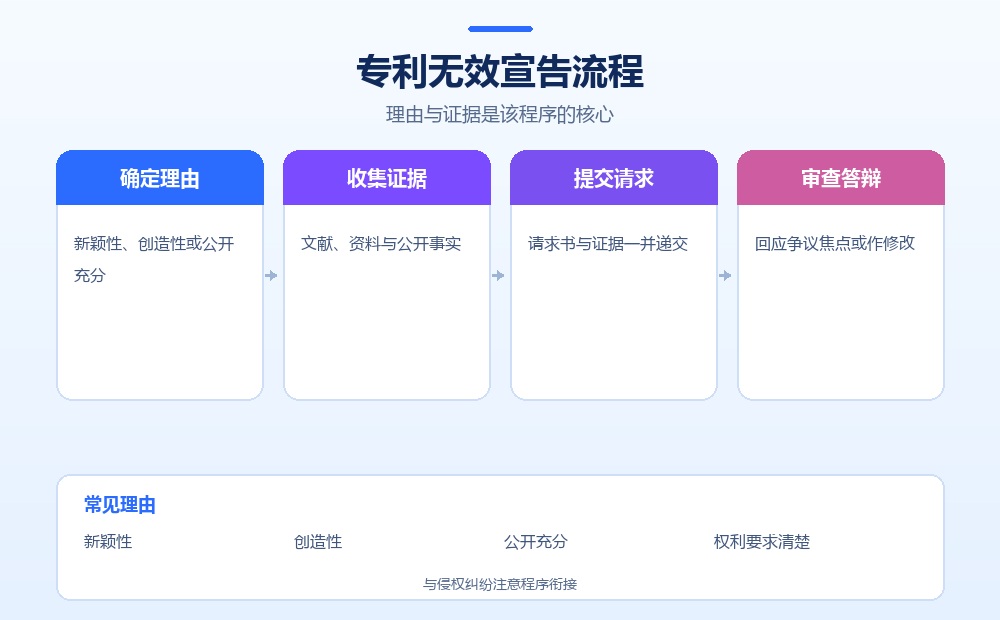 专利无效宣告流程
理由与证据是该程序的核心
确定理由
新颖性、创造性或公开
充分
收集证据
文献、资料与公开事实
提交请求
请求书与证据一并递交
审查答辩
回应争议焦点或作修改
常见理由
新颖性
创造性
公开充分
权利要求清楚
与侵权纠纷注意程序衔接